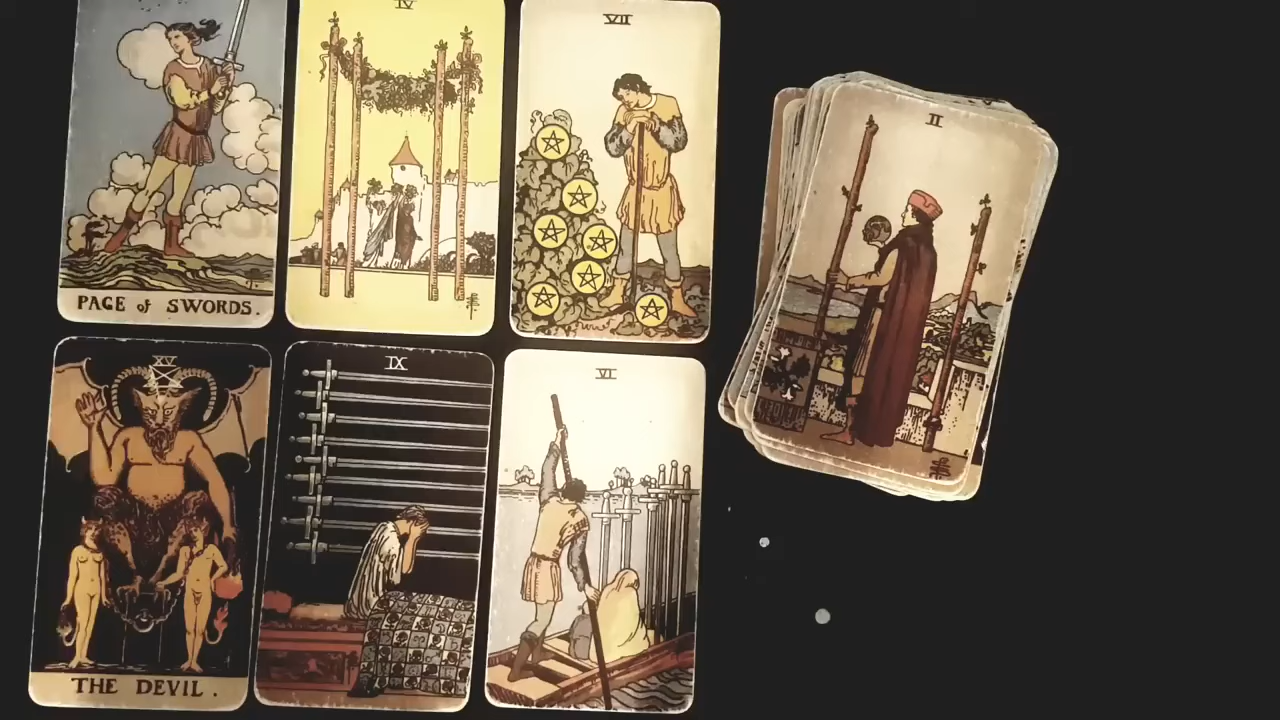 IV
VII
PAGE of SWORDS.
II
XV
IX
VI
THE DEVIL.